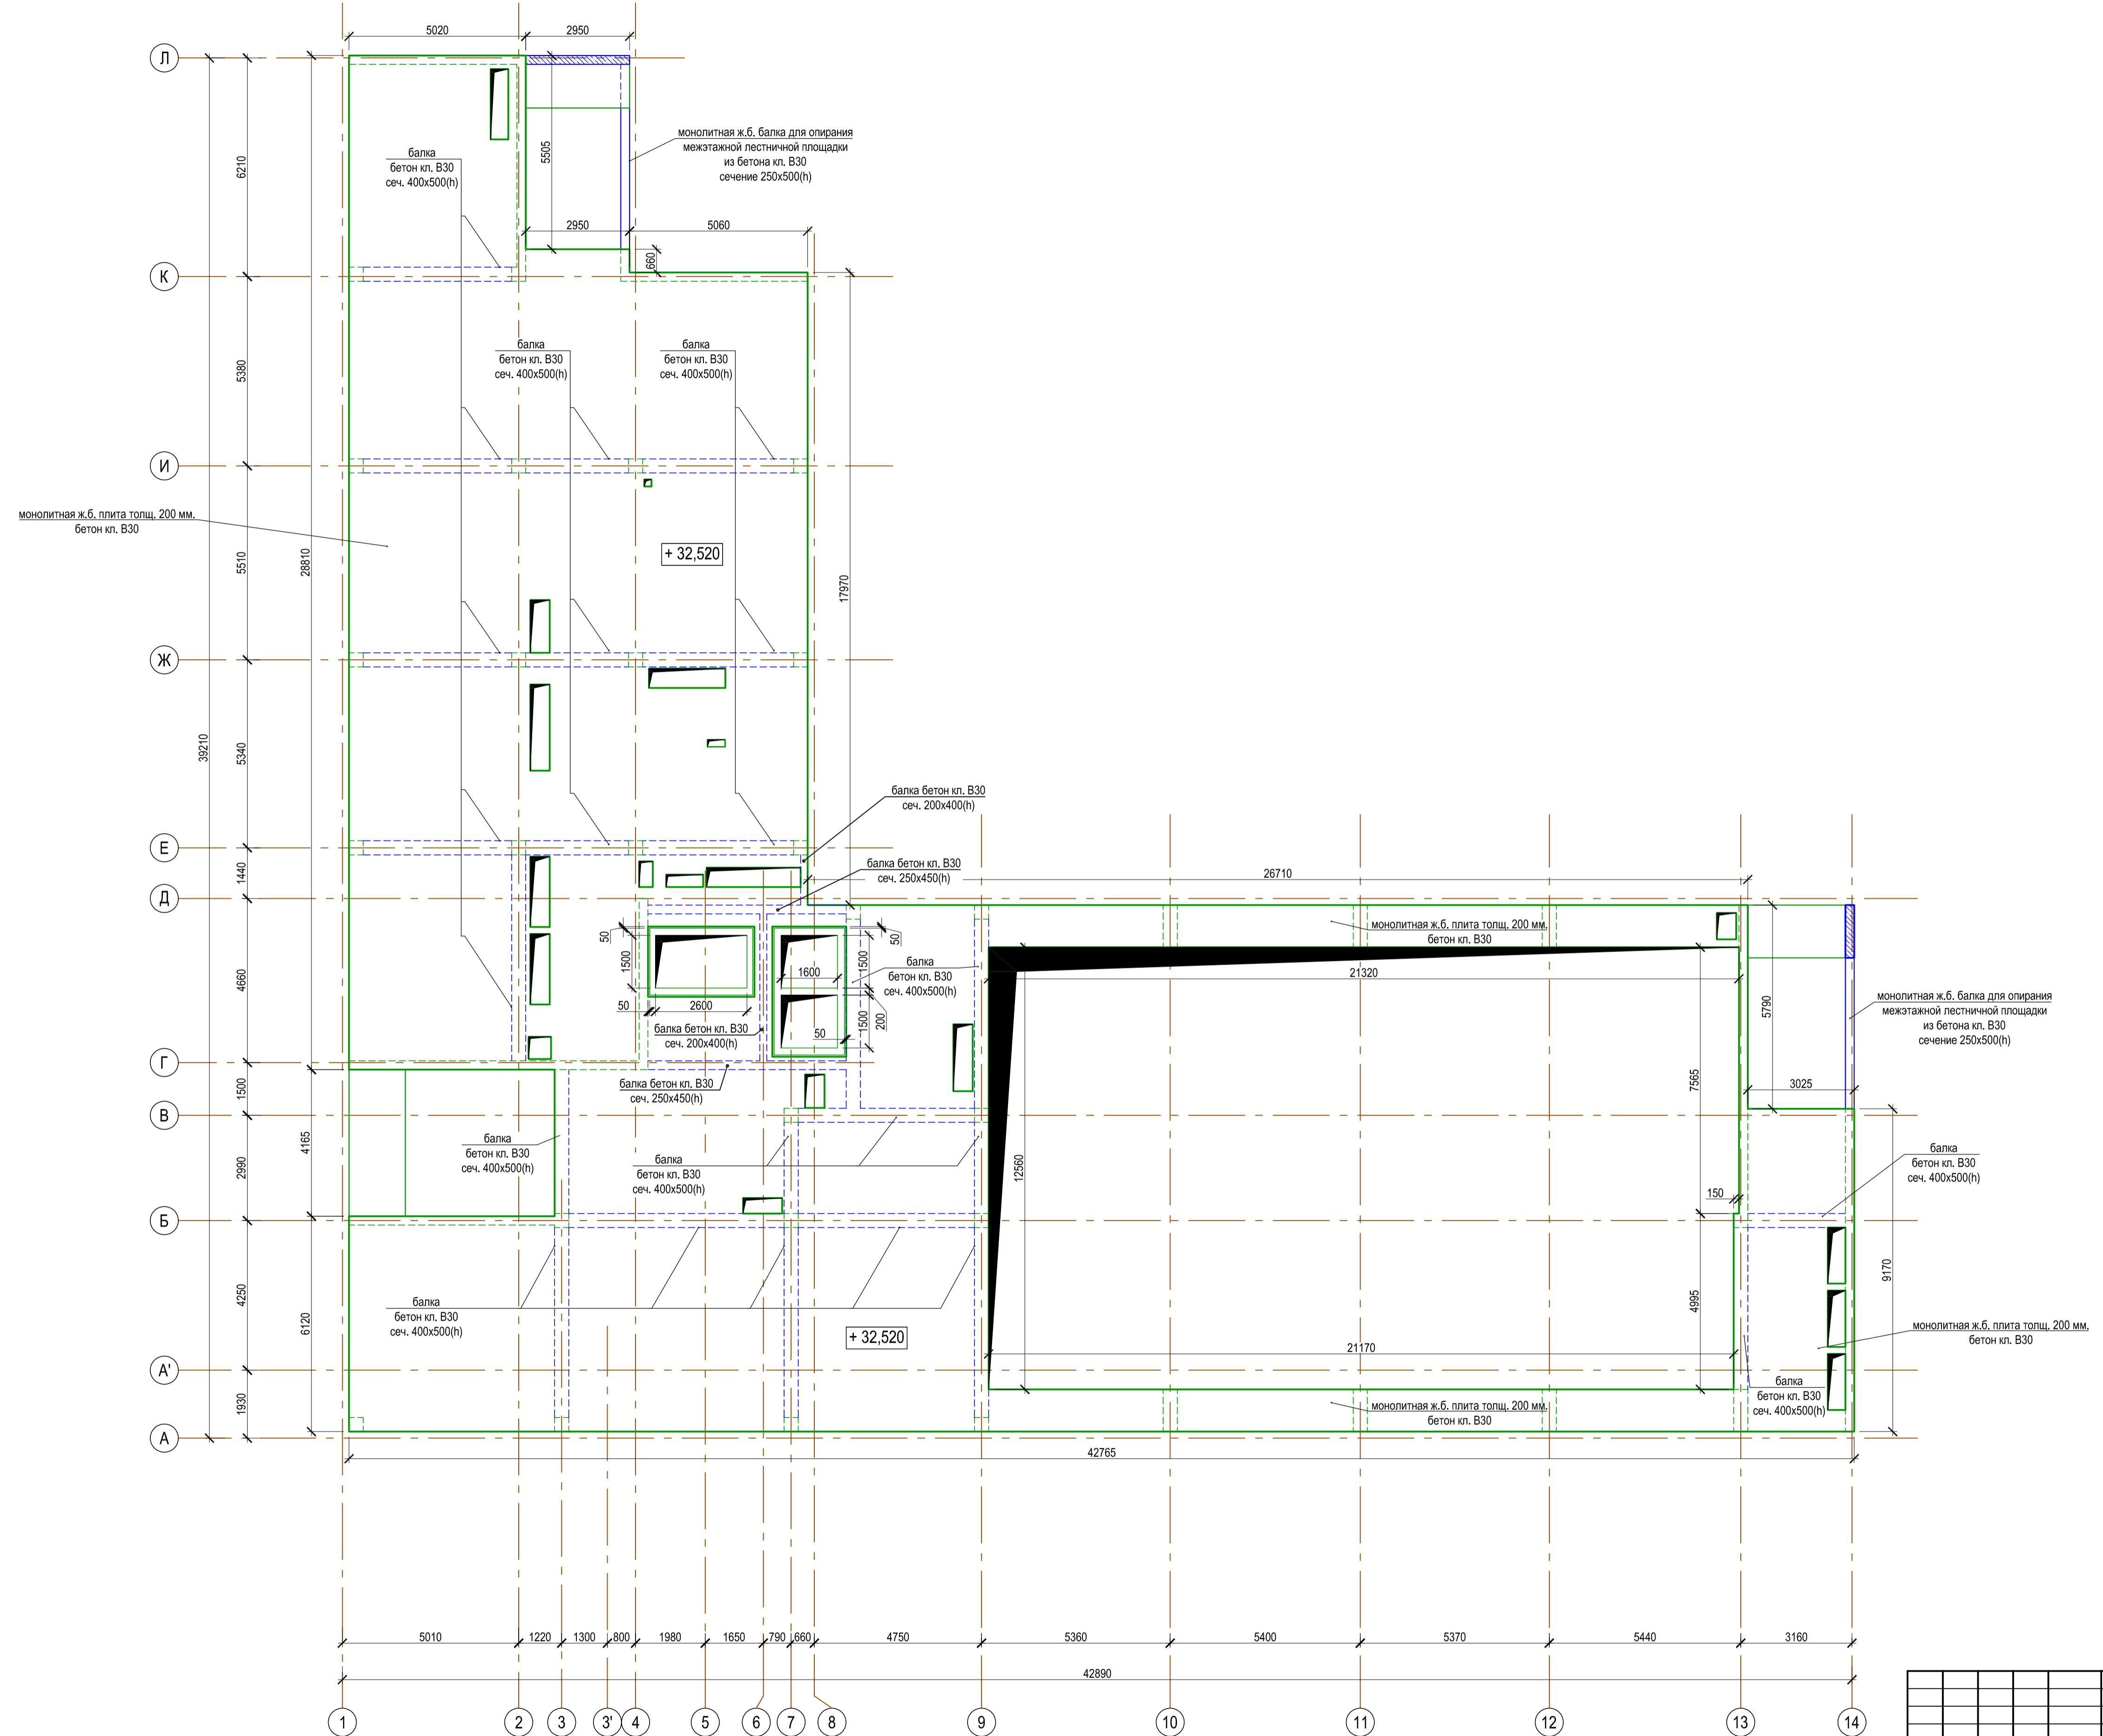 5020
2950
Л
монолитная ж.б. балка для опирания
межэтажной лестничной площадки
из бетона кл. В30
сечение 250х500(h)
балка
бетон кл. В30
сеч. 400х500(h)
5505
6210
2950
5060
660
К
балка
бетон кл. В30
сеч. 400х500(h)
балка
бетон кл. В30
сеч. 400х500(h)
5380
И
монолитная ж.б. плита толщ. 200 мм.
бетон кл. В30
+ 32,520
5510
28810
17970
Ж
39210
5340
балка бетон кл. В30
сеч. 200х400(h)
Е
балка бетон кл. В30
сеч. 250х450(h)
26710
1440
Д
монолитная ж.б. плита толщ. 200 мм.
бетон кл. В30
50
1500
50
2600
50
1500
1600
1500
200
50
балка
бетон кл. В30
сеч. 400х500(h)
21320
4660
балка бетон кл. В30
сеч. 200х400(h)
5790
монолитная ж.б. балка для опирания
межэтажной лестничной площадки
из бетона кл. В30
сечение 250х500(h)
Г
балка бетон кл. В30
сеч. 250х450(h)
7565
3025
1500
В
4165
балка
бетон кл. В30
сеч. 400х500(h)
балка
бетон кл. В30
сеч. 400х500(h)
12560
балка
бетон кл. В30
сеч. 400х500(h)
2990
150
Б
4250
6120
балка
бетон кл. В30
сеч. 400х500(h)
+ 32,520
4995
9170
монолитная ж.б. плита толщ. 200 мм.
бетон кл. В30
21170
А'
балка
бетон кл. В30
сеч. 400х500(h)
1930
монолитная ж.б. плита толщ. 200 мм.
бетон кл. В30
А
42765
5010
1220
1300
800
1980
1650
790
660
4750
5360
5400
5370
5440
3160
42890
1
2
3
3'
4
5
6
7
8
9
10
11
12
13
14